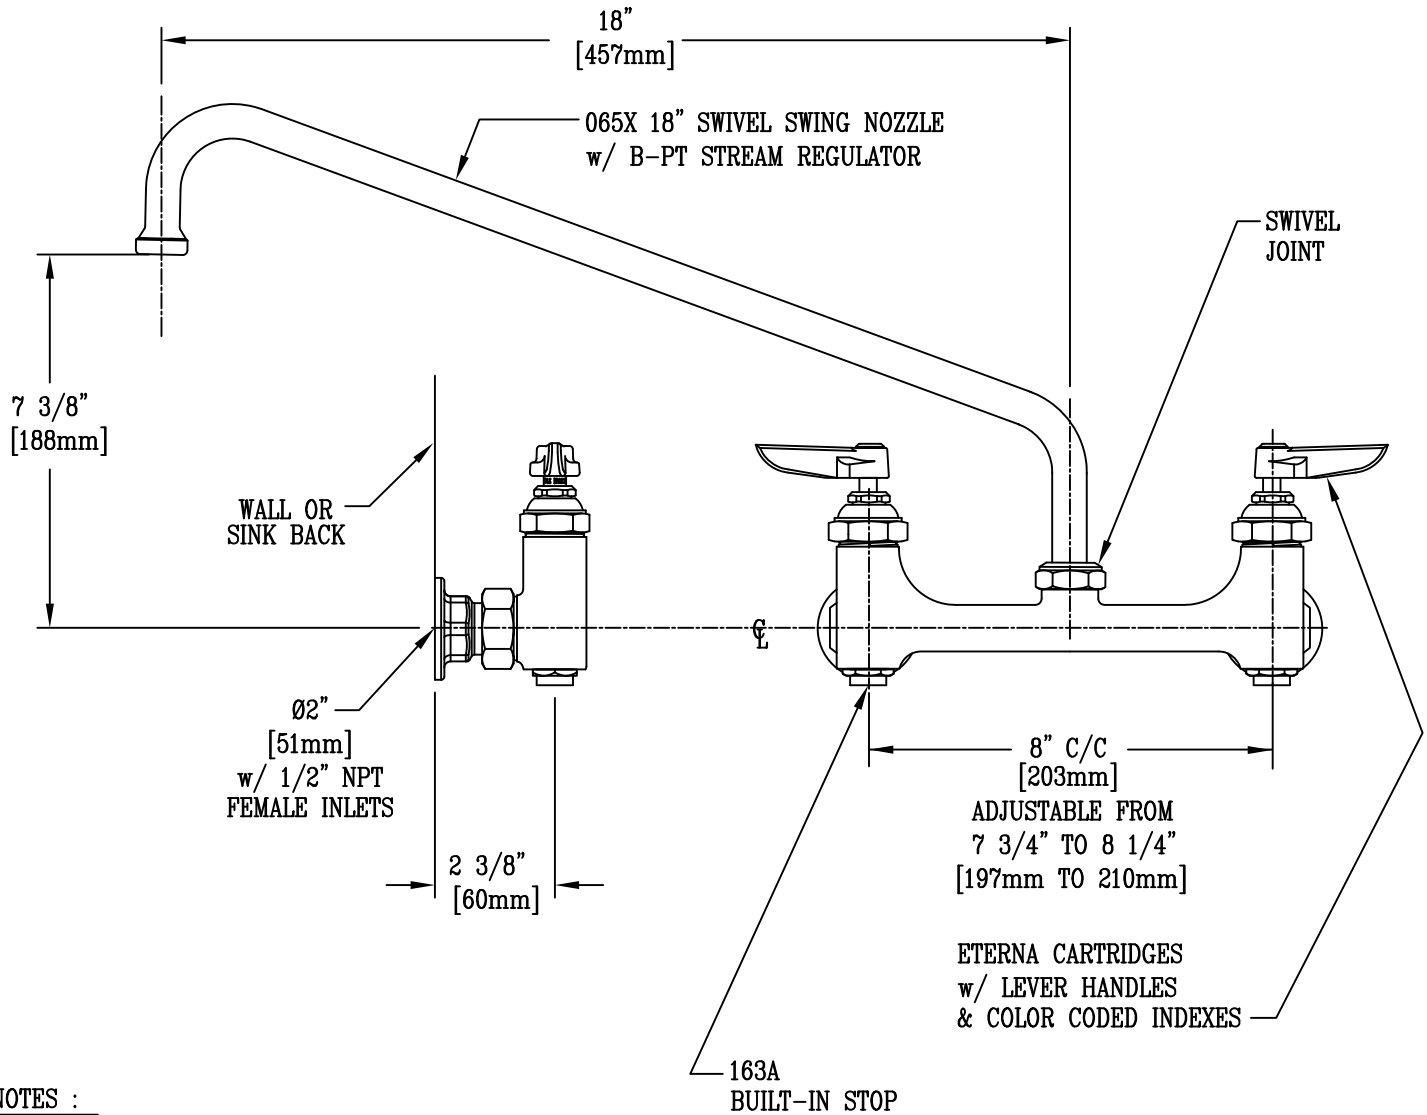 18"
[457mm]
065X 18" SWIVEL SWING NOZZLE
w/ B-PT STREAM REGULATOR
SWIVEL
JOINT
7 3/8"
[188mm]
WALL OR
SINK BACK
℄
Ø2"
[51mm]
w/ 1/2" NPT
FEMALE INLETS
8" C/C
[203mm]
ADJUSTABLE FROM
7 3/4" TO 8 1/4"
[197mm TO 210mm]
2 3/8"
[60mm]
ETERNA CARTRIDGES
w/ LEVER HANDLES
& COLOR CODED INDEXES
163A
BUILT-IN STOP
NOTES :